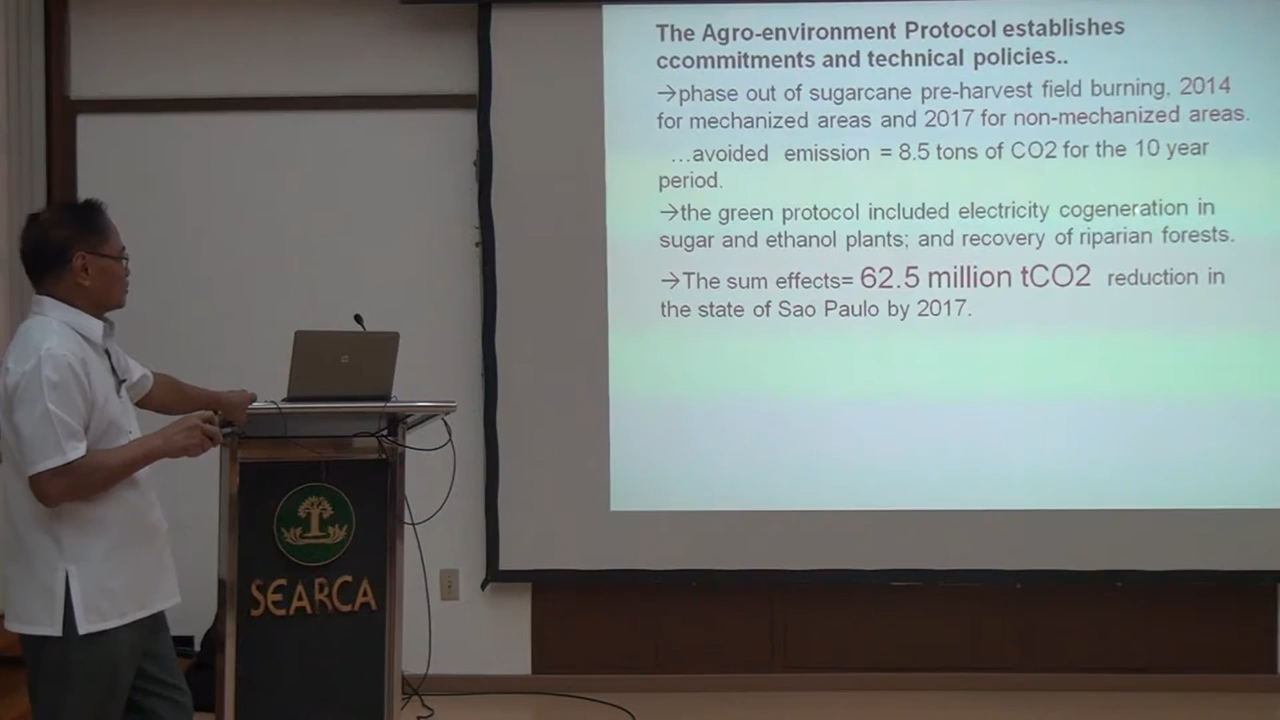 The Agro-environment Protocol establishes
ccommitments and technical policies..
→phase out of sugarcane pre-harvest field burning, 2014
for mechanized areas and 2017 for non-mechanized areas.
…avoided emission = 8.5 tons of CO2 for the 10 year
period.
→the green protocol included electricity cogeneration in
sugar and ethanol plants; and recovery of riparian forests.
→The sum effects= 62.5 million tCO2 reduction in
the state of Sao Paulo by 2017.
hp
SEARCA